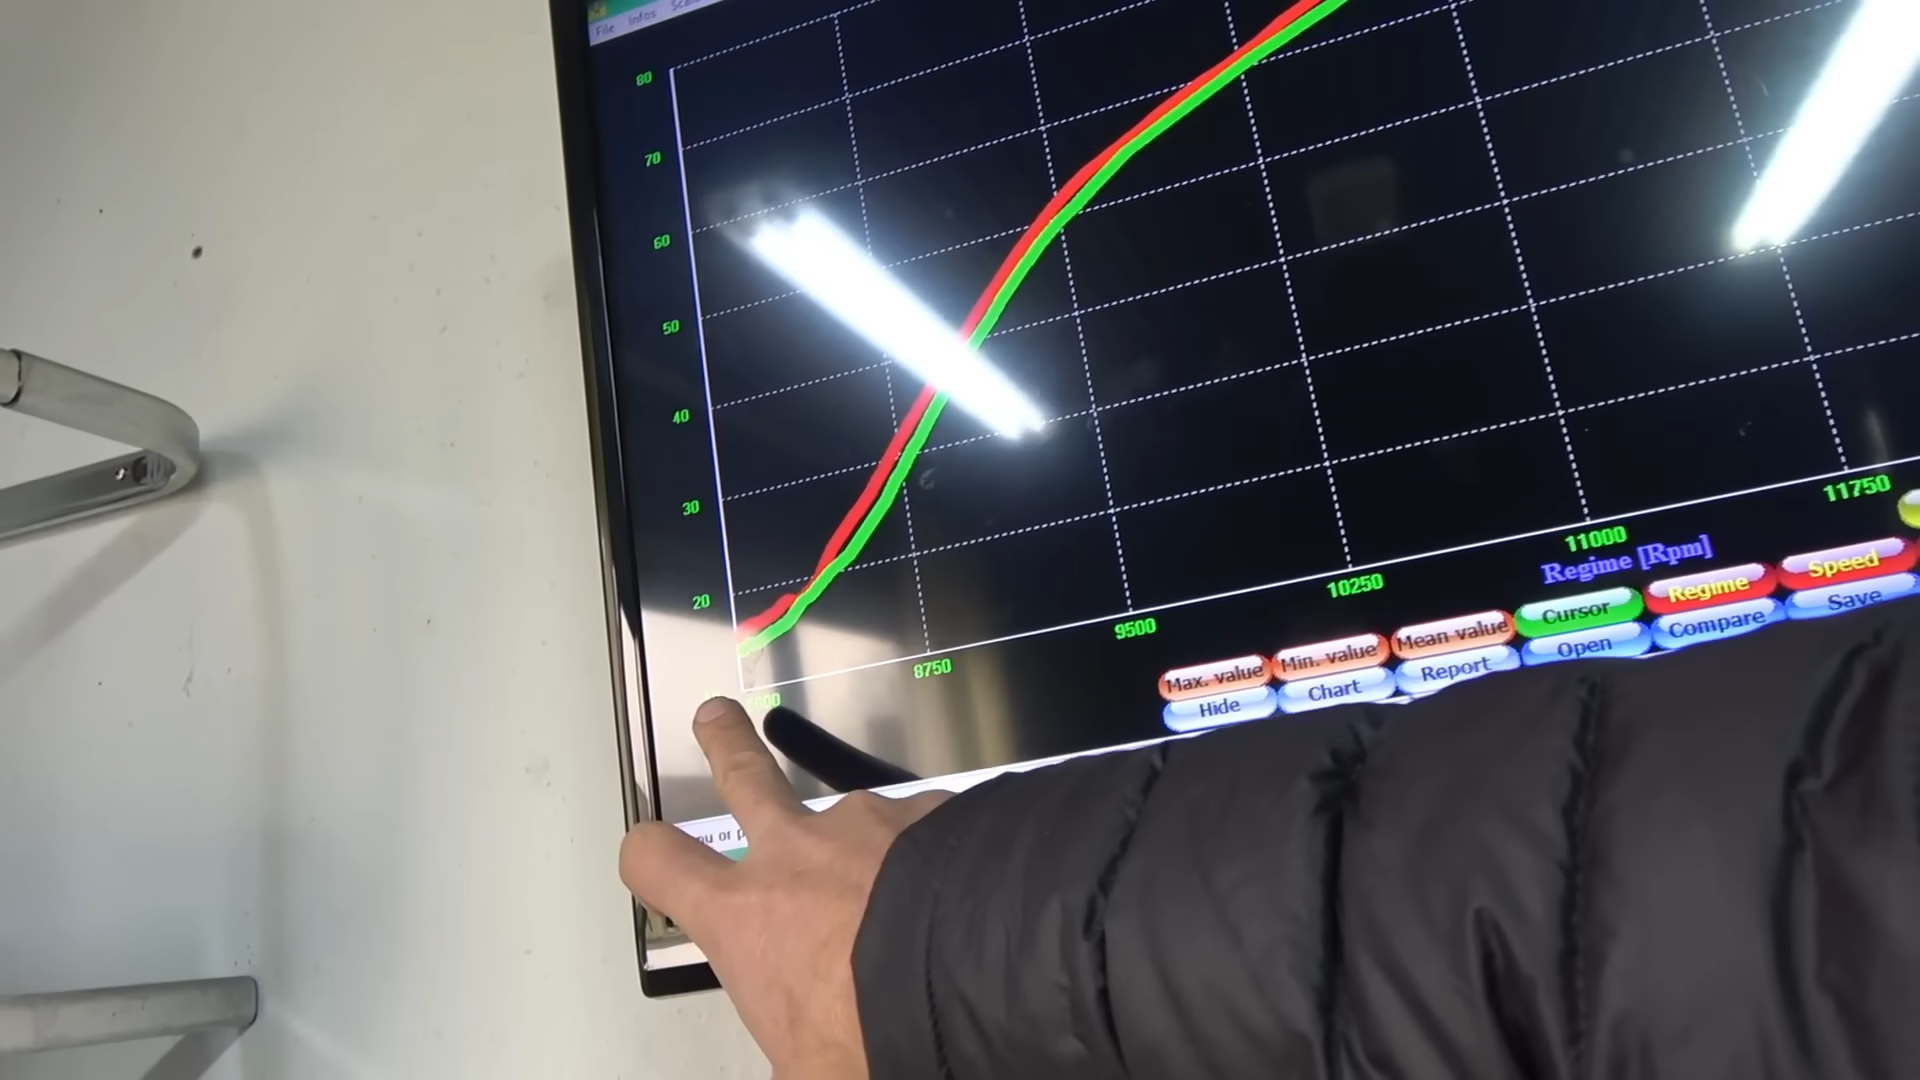 File Infos
80
70
60
50
40
30
20
8750 9500 10250 11000 11750
Regime [Rpm]
Max. value Min. value Mean value Cursor Regime Speed
Hide Chart Report Open Compare Save